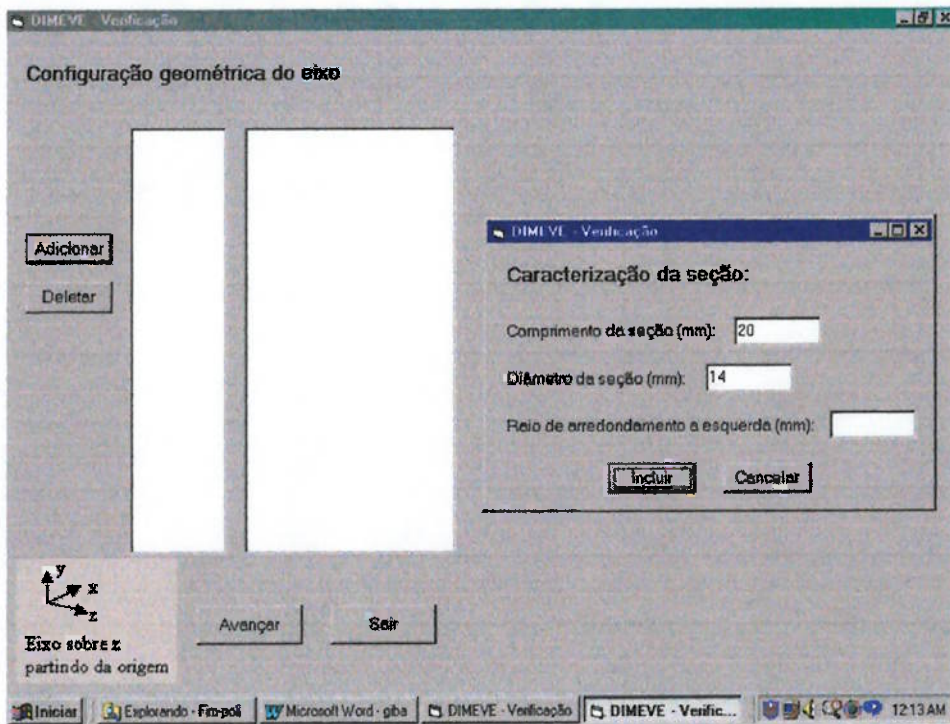 DIMEVE - Verificação
Configuração geométrica do eixo
Adicionar
Deletar
DIMEVE - Verificação
Caracterização da seção:
Comprimento da seção (mm): 20
Diâmetro da seção (mm): 14
Raio de arredondamento a esquerda (mm):
Incluir Cancelar
y
x
z
Eixo sobre z
partindo da origem
Avançar Sair
Iniciar Explorando - Fim-poli Microsoft Word - giba DIMEVE - Verificação DIMEVE - Verific... 12:13 AM